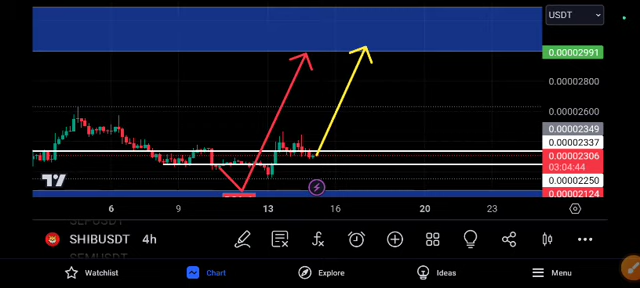 USDT
0.00002991
0.00002800
0.00002600
0.00002349
0.00002337
0.00002306
03:04:44
0.00002250
0.00002124
6 9 13 16 20 23
SHIBUSDT 4h
Watchlist Chart Explore Ideas Menu